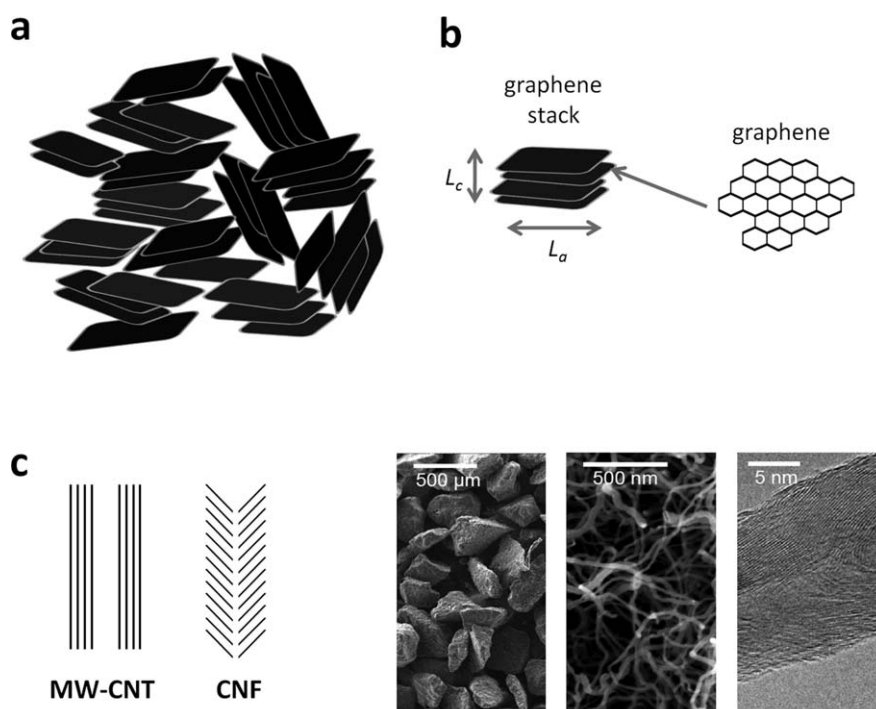 a
b
graphene
stack
graphene
Lc
La
c
500 µm
500 nm
5 nm
MW-CNT
CNF